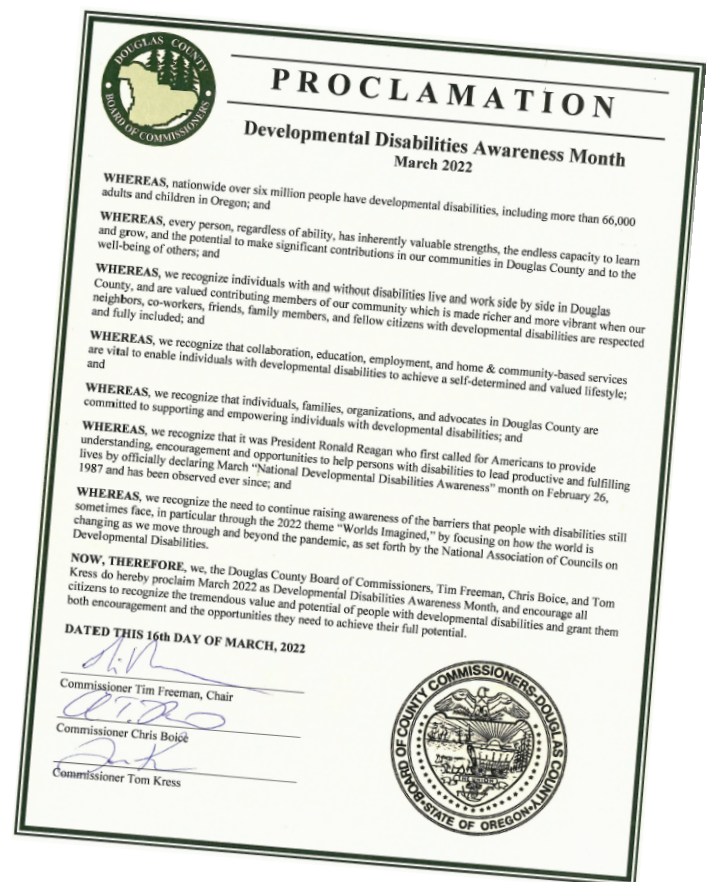 DOUGLAS COUNTY
BOARD OF COMMISSIONERS
PROCLAMATION
Developmental Disabilities Awareness Month
March 2022
WHEREAS, nationwide over six million people have developmental disabilities, including more than 66,000
adults and children in Oregon; and
WHEREAS, every person, regardless of ability, has inherently valuable strengths, the endless capacity to learn
and grow, and the potential to make significant contributions in our communities in Douglas County and to the
well-being of others; and
WHEREAS, we recognize individuals with and without disabilities live and work side by side in Douglas
County, and are valued contributing members of our community which is made richer and more vibrant when our
neighbors, co-workers, friends, family members, and fellow citizens with developmental disabilities are respected
and fully included; and
WHEREAS, we recognize that collaboration, education, employment, and home & community-based services
are vital to enable individuals with developmental disabilities to achieve a self-determined and valued lifestyle;
and
WHEREAS, we recognize that individuals, families, organizations, and advocates in Douglas County are
committed to supporting and empowering individuals with developmental disabilities; and
WHEREAS, we recognize that it was President Ronald Reagan who first called for Americans to provide
understanding, encouragement and opportunities to help persons with disabilities to lead productive and fulfilling
lives by officially declaring March “National Developmental Disabilities Awareness” month on February 26,
1987 and has been observed ever since; and
WHEREAS, we recognize the need to continue raising awareness of the barriers that people with disabilities still
sometimes face, in particular through the 2022 theme “Worlds Imagined,” by focusing on how the world is
changing as we move through and beyond the pandemic, as set forth by the National Association of Councils on
Developmental Disabilities.
NOW, THEREFORE, we, the Douglas County Board of Commissioners, Tim Freeman, Chris Boice, and Tom
Kress do hereby proclaim March 2022 as Developmental Disabilities Awareness Month, and encourage all
citizens to recognize the tremendous value and potential of people with developmental disabilities and grant them
both encouragement and the opportunities they need to achieve their full potential.
DATED THIS 16th DAY OF MARCH, 2022
Commissioner Tim Freeman, Chair
Commissioner Chris Boice
Commissioner Tom Kress
BOARD OF COUNTY COMMISSIONERS-DOUGLAS COUNTY-
STATE OF OREGON-
THE UNION